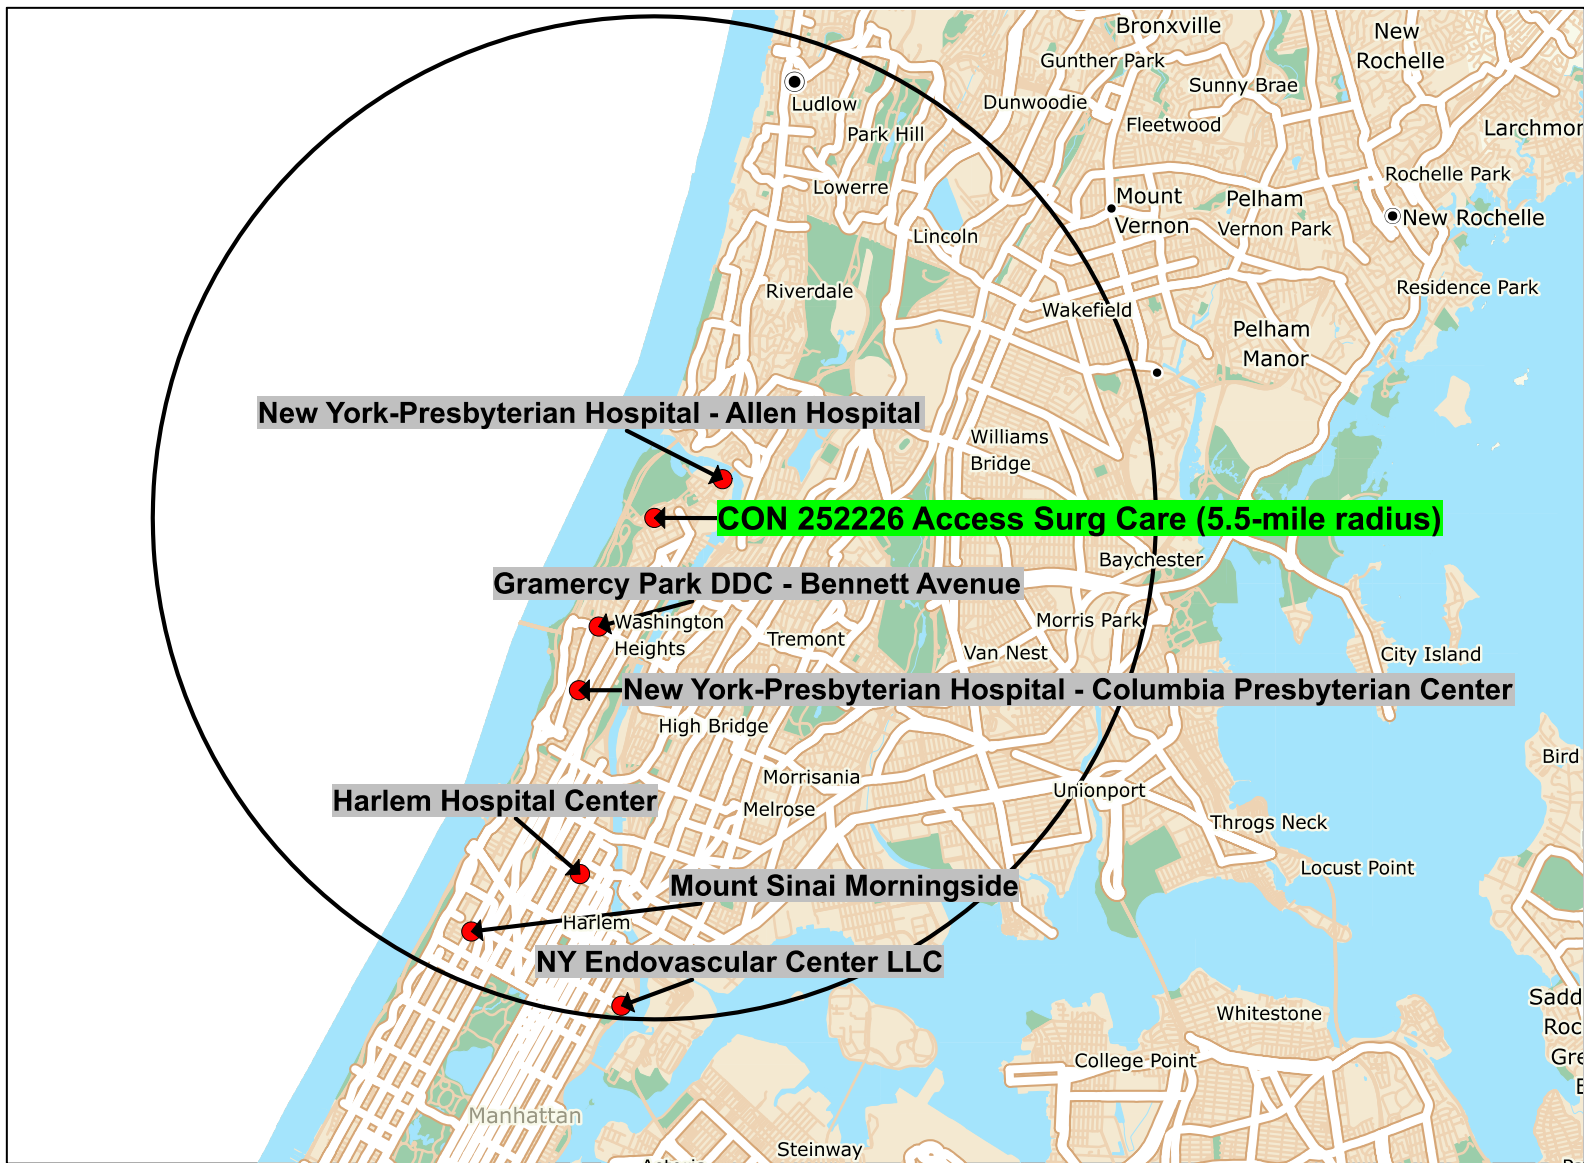 Bronxville
New
Rochelle
Gunther Park
Sunny Brae
Ludlow
Dunwoodie
Park Hill
Fleetwood
Rochelle Park
Lowerre
Mount
Vernon
Pelham
Vernon Park
New Rochelle
Lincoln
Riverdale
Residence Park
Wakefield
Pelham
Manor
New York-Presbyterian Hospital - Allen Hospital
Williams
Bridge
CON 252226 Access Surg Care (5.5-mile radius)
Baychester
Gramercy Park DDC - Bennett Avenue
Washington
Heights
Tremont
Morris Park
Van Nest
City Island
New York-Presbyterian Hospital - Columbia Presbyterian Center
High Bridge
Bird
Morrisania
Unionport
Harlem Hospital Center
Melrose
Throgs Neck
Locust Point
Mount Sinai Morningside
Harlem
NY Endovascular Center LLC
Sadd
Roc
Gre
Whitestone
College Point
Manhattan
Steinway